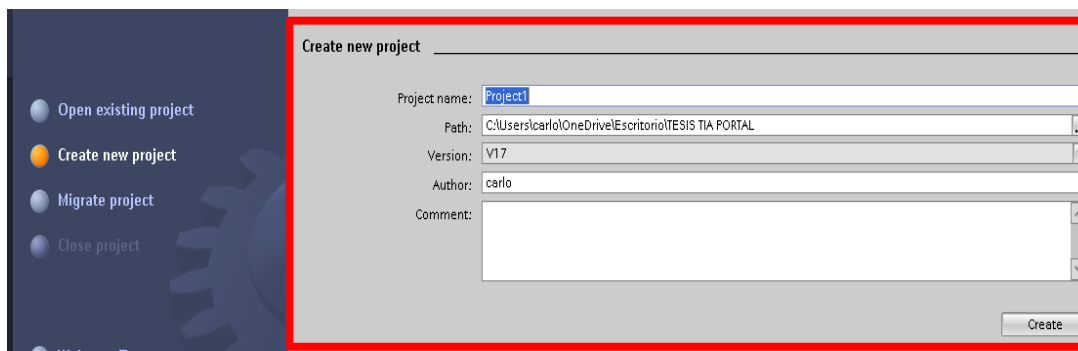 Open existing project
Create new project
Migrate project
Close project
Create new project
Project name: Project1
Path: C:\Users\carlo\OneDrive\Escritorio\TESIS TIA PORTAL
Version: V17
Author: carlo
Comment:
Create